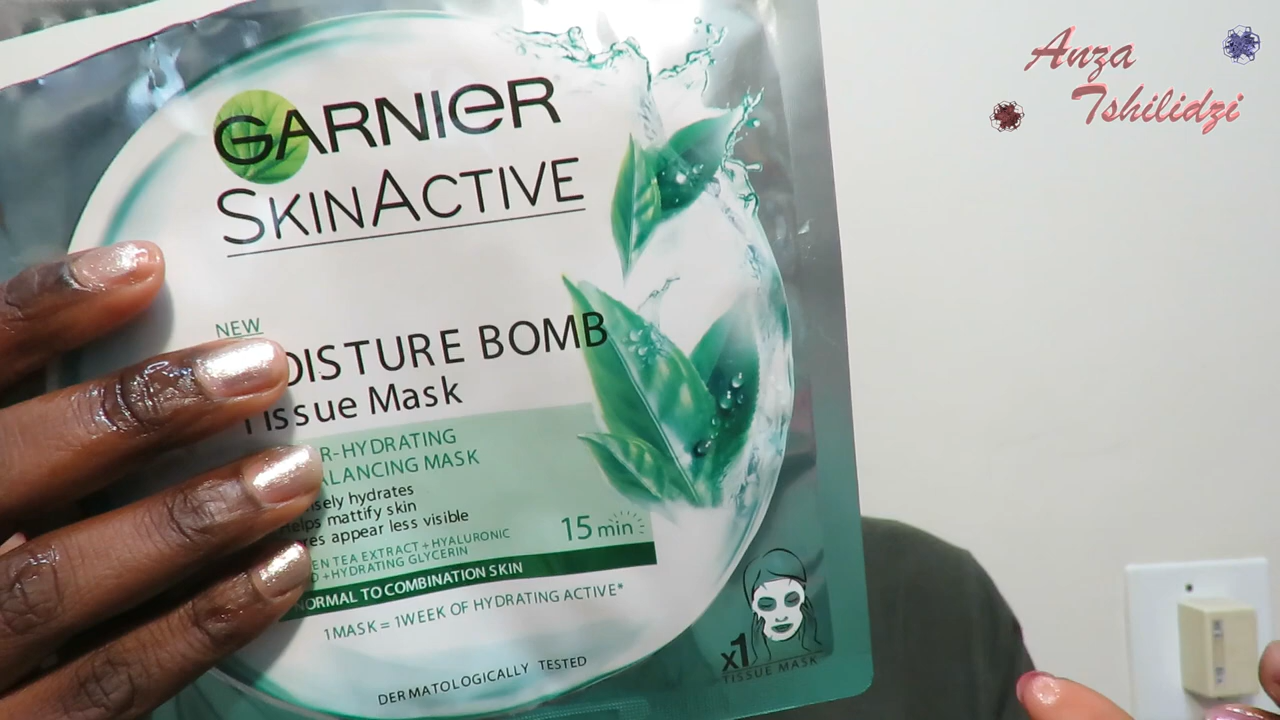 GARNIER
SKINACTIVE
NEW
OISTURE BOMB
Tissue Mask
R-HYDRATING
ALANCING MASK
sely hydrates
elps mattify skin
res appear less visible
15 min
EN TEA EXTRACT + HYALURONIC
D + HYDRATING GLYCERIN
NORMAL TO COMBINATION SKIN
1 MASK = 1 WEEK OF HYDRATING ACTIVE*
DERMATOLOGICALLY TESTED
x1
TISSUE MASK
Anza
Tshilidzi